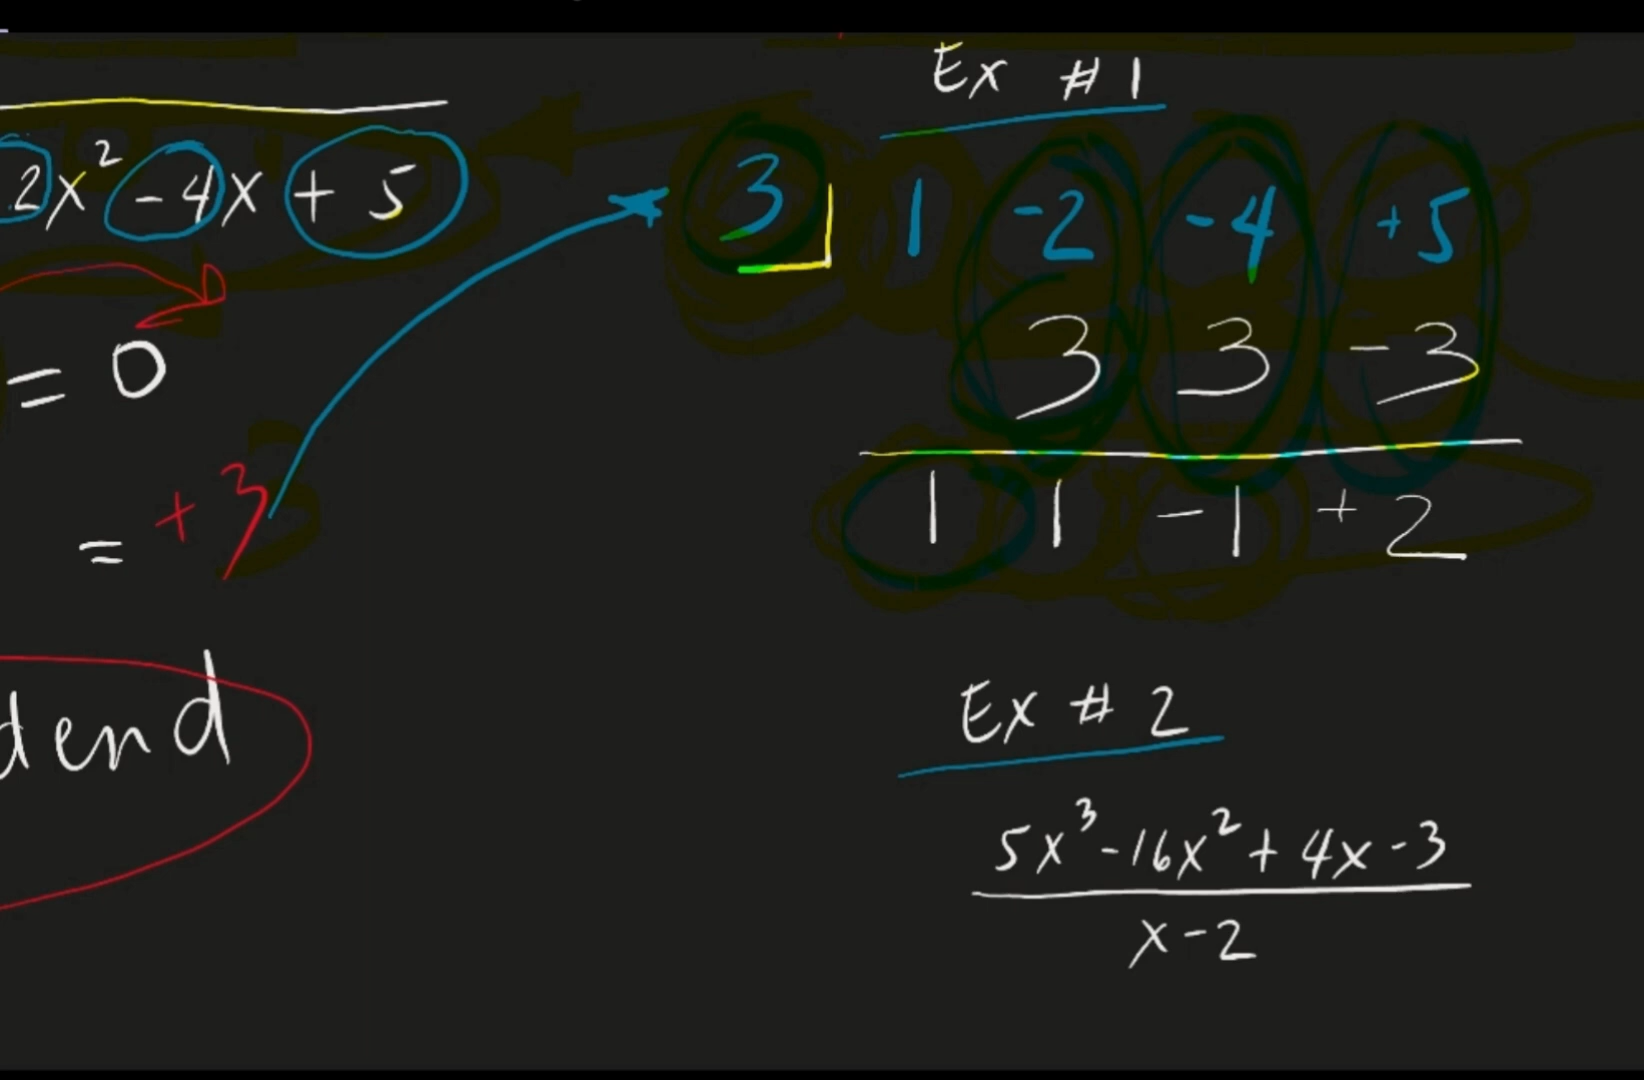 Ex # 1
2x² - 4x + 5
3 1 -2 -4 +5
= 0
3 3 -3
= +3
1 1 -1 +2
dend
Ex # 2
5x³ - 16x² + 4x - 3
x - 2